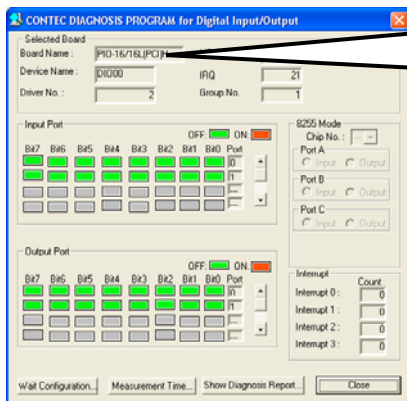 CONTEC DIAGNOSIS PROGRAM for Digital Input/Output
Selected Board
Board Name : PIO-16/16L(PCI)H
Device Name : DIO00 IRQ 21
Driver No. : 2 Group No. 1
Input Port
OFF: ON:
Bit7 Bit6 Bit5 Bit4 Bit3 Bit2 Bit1 Bit0 Port
0
1
...
...
8255 Mode
Chip No. : --
Port A
Input Output
Port B
Input Output
Port C
Input Output
Output Port
OFF: ON:
Bit7 Bit6 Bit5 Bit4 Bit3 Bit2 Bit1 Bit0 Port
0
1
...
...
Interrupt
Count
Interrupt 0 : 0
Interrupt 1 : 0
Interrupt 2 : 0
Interrupt 3 : 0
Wait Configuration... Measurement Time... Show Diagnosis Report... Close